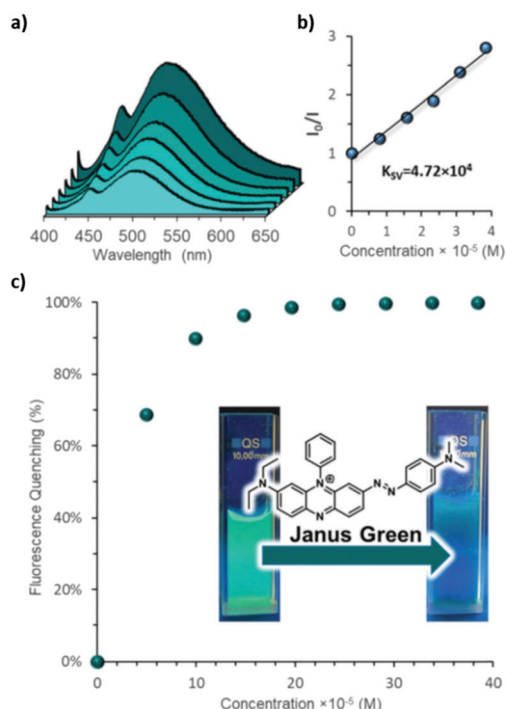 a)
400 450 500 550 600 650
Wavelength (nm)
b)
3
2
1
0
I₀/I
K_SV=4.72×10⁴
0 1 2 3 4
Concentration × 10⁻⁵ (M)
c)
100%
80%
60%
40%
20%
0%
Fluorescence Quenching (%)
QS
10,00mm
QS
N
N
⊕
N
N
N
N
Janus Green
0 10 20 30 40
Concentration ×10⁻⁵ (M)